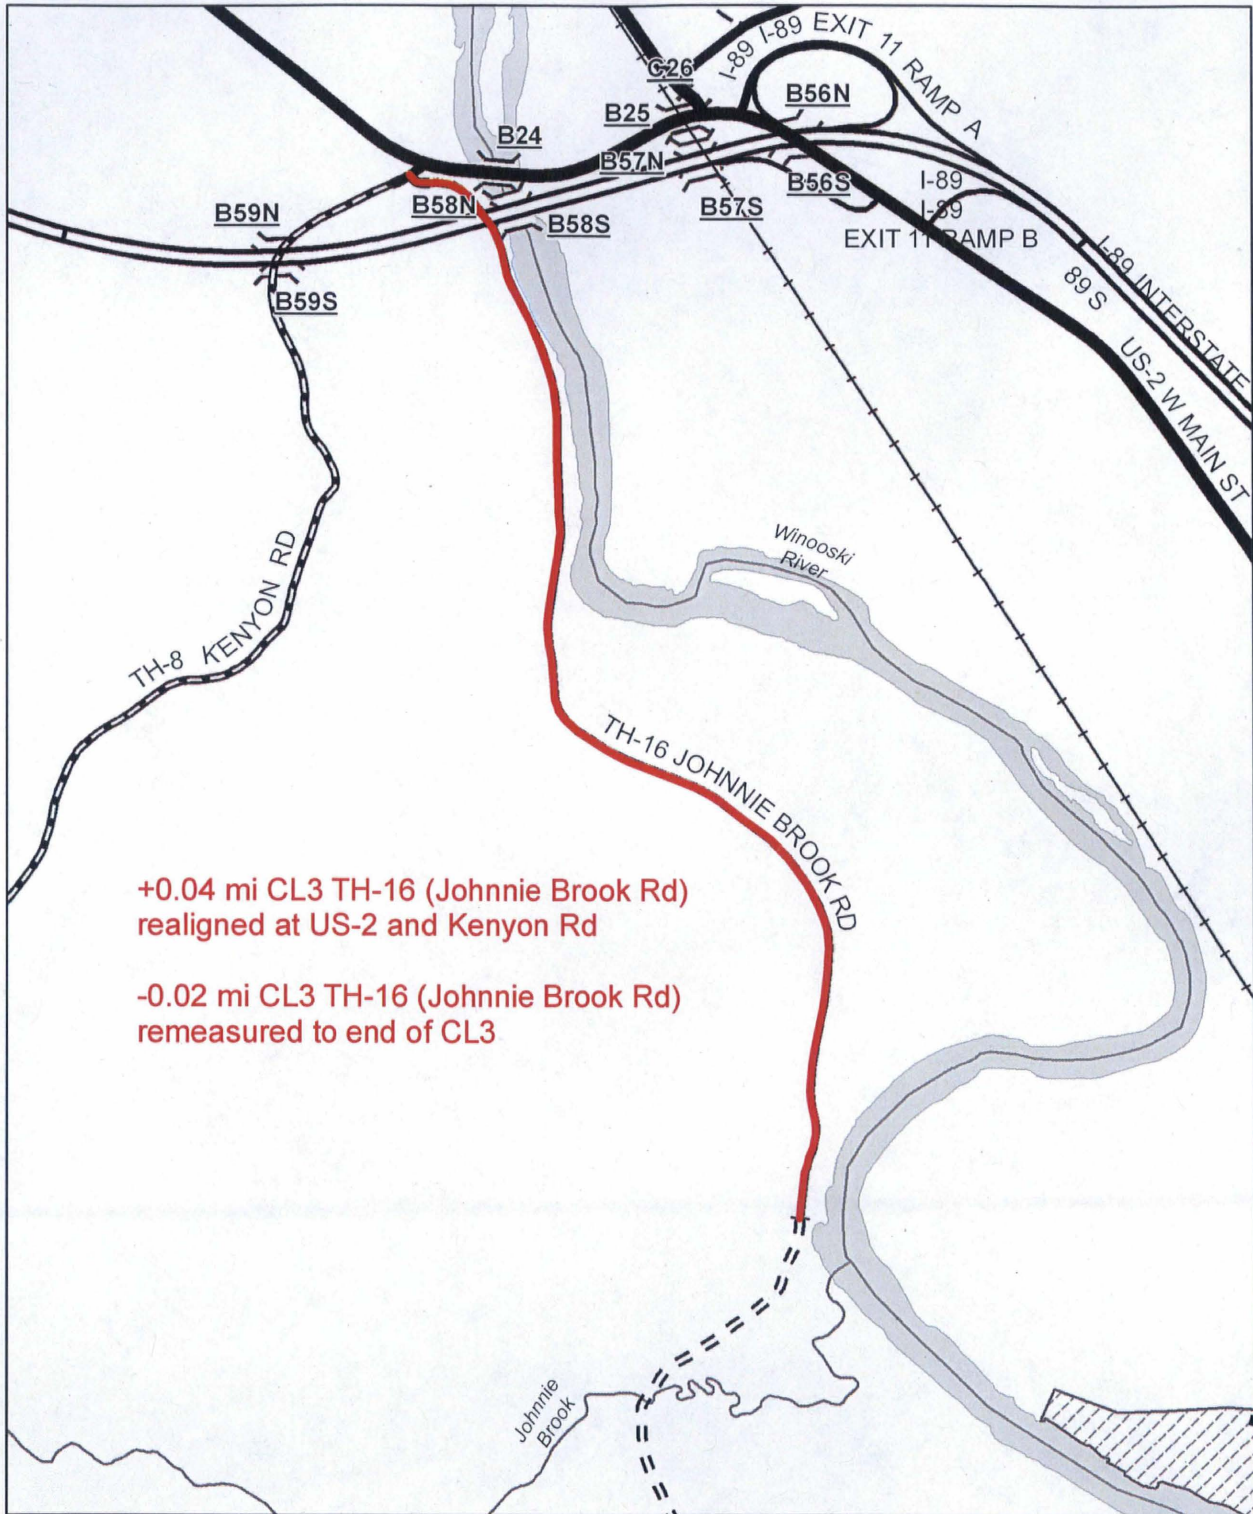 I-89
I-89 EXIT 11 RAMP A
C26
B56N
B25
B24
B57N
B56S
I-89
I-89
B58N
B57S
B59N
B58S
EXIT 11 RAMP B
I-89 INTERSTATE
89 S
B59S
US-2 W MAIN ST
Winooski
River
TH-8 KENYON RD
TH-16 JOHNNIE BROOK RD
+0.04 mi CL3 TH-16 (Johnnie Brook Rd)
realigned at US-2 and Kenyon Rd
-0.02 mi CL3 TH-16 (Johnnie Brook Rd)
remeasured to end of CL3
Johnnie
Brook